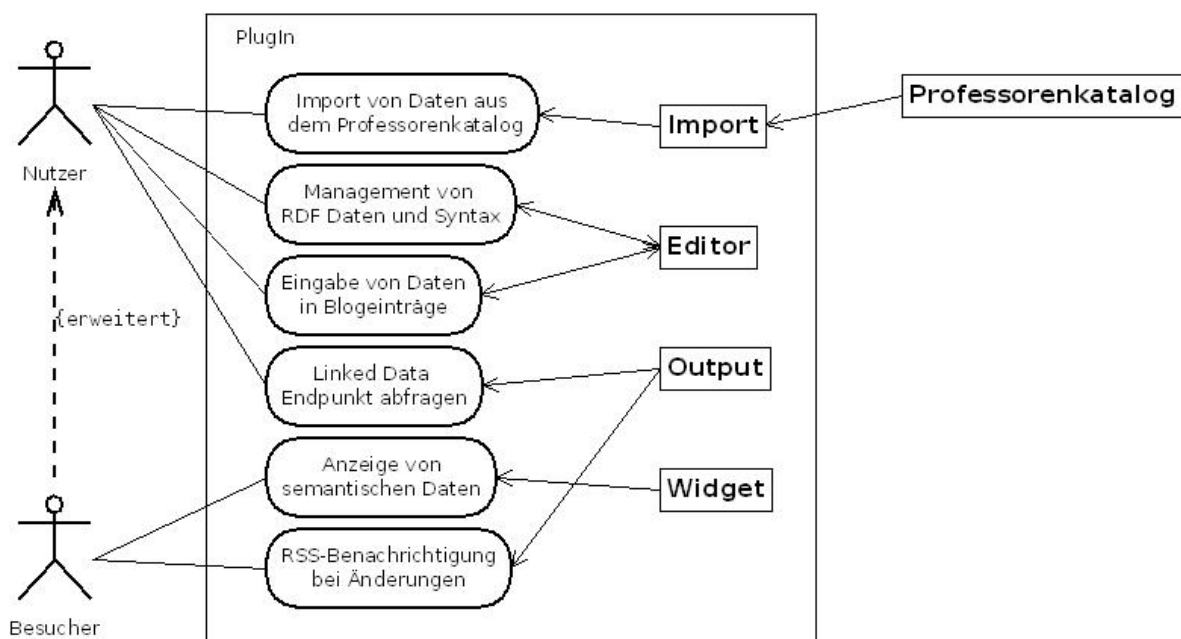 PlugIn
Import von Daten aus
dem Professorenkatalog
Import
Professorenkatalog
Nutzer
Management von
RDF Daten und Syntax
Editor
Eingabe von Daten
in Blogeinträge
{erweitert}
Linked Data
Endpunkt abfragen
Output
Anzeige von
semantischen Daten
Widget
RSS-Benachrichtigung
bei Änderungen
Besucher